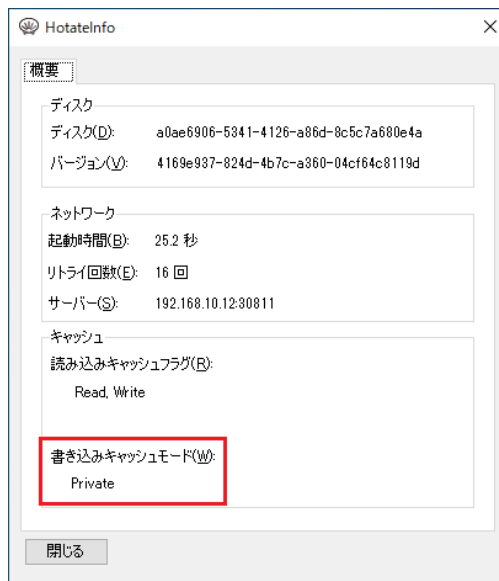 HotateInfo
概要
ディスク
ディスク(D): a0ae6906-5341-4126-a86d-8c5c7a680e4a
バージョン(V): 4169e937-824d-4b7c-a360-04cf64c8119d
ネットワーク
起動時間(B): 25.2 秒
リトライ回数(E): 16 回
サーバー(S): 192.168.10.12:30811
キャッシュ
読み込みキャッシュフラグ(R):
Read, Write
書き込みキャッシュモード(W):
Private
閉じる